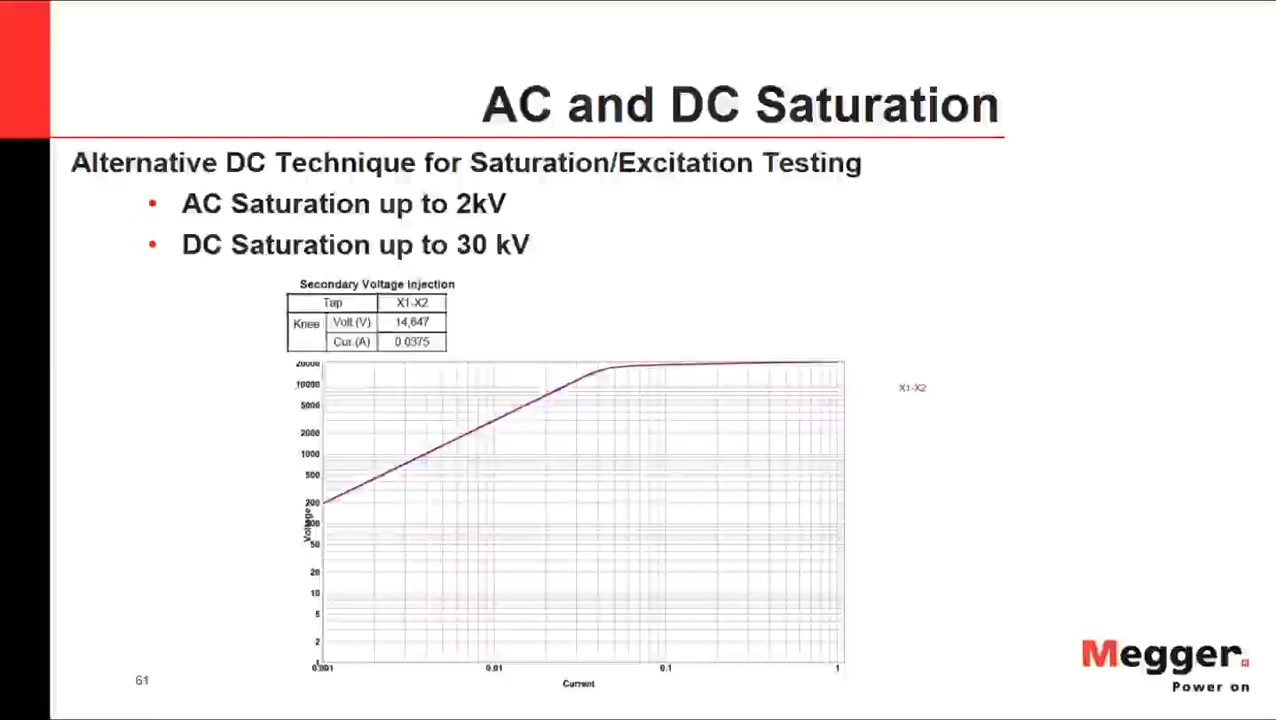 AC and DC Saturation
Alternative DC Technique for Saturation/Excitation Testing
• AC Saturation up to 2kV
• DC Saturation up to 30 kV
Secondary Voltage Injection
Tap X1-X2
Knee Volt (V) 14,647
Cur.(A) 0.0375
20000
10000
5000
2000
1000
500
200
100
50
20
10
5
2
1
Voltage
X1-X2
0.001 0.01 0.1 1
Current
61
Megger
Power on